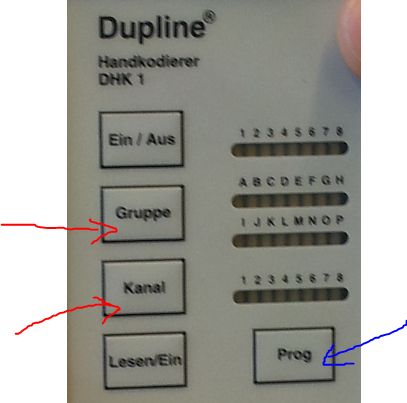 Dupline®
Handkodierer
DHK 1
Ein / Aus
1 2 3 4 5 6 7 8
Gruppe
A B C D E F G H
I J K L M N O P
Kanal
1 2 3 4 5 6 7 8
Lesen/Ein
Prog